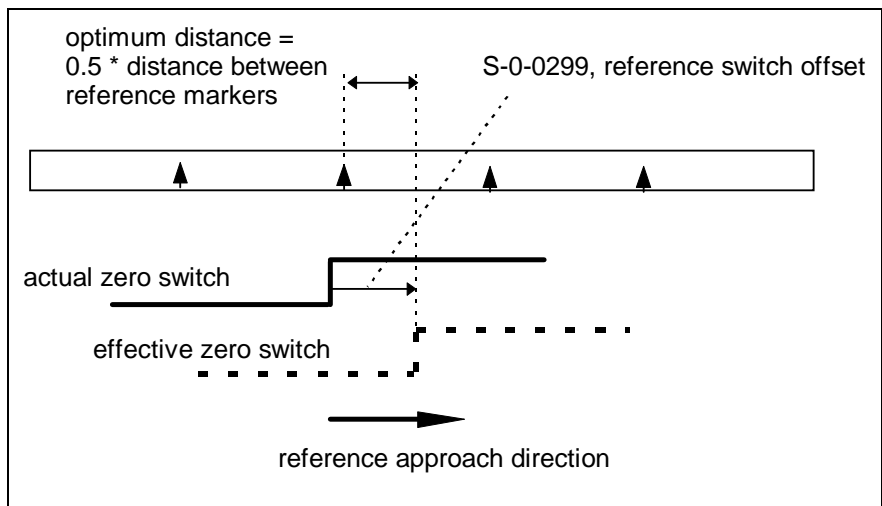 optimum distance =
0.5 * distance between
reference markers
S-0-0299, reference switch offset
actual zero switch
effective zero switch
reference approach direction